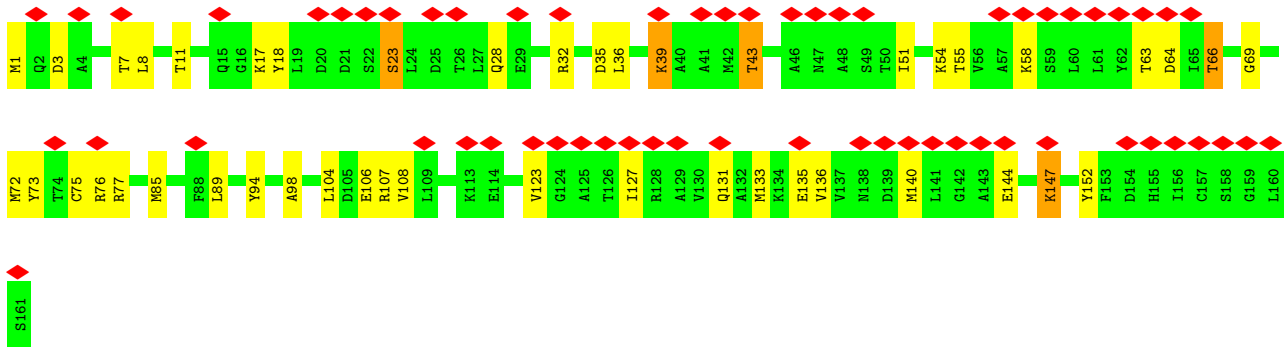 M1 Q2 D3 A4 T7 L8 T11 Q15 G16 K17 Y18 L19 D20 D21 S22 S23 L24 D25 T26 L27 Q28 E29 R32 D35 L36 K39 A40 A41 M42 T43 A46 N47 A48 S49 T50 I51 K54 T55 V56 A57 K58 S59 L60 L61 Y62 T63 D64 I65 T66 G69
M72 Y73 T74 C75 R76 R77 M85 F88 L89 Y94 A98 L104 D105 E106 R107 V108 L109 K113 E114 V123 G124 A125 T126 I127 R128 A129 V130 Q131 A132 M133 K134 E135 V136 V137 N138 D139 M140 L141 G142 A143 E144 K147 Y152 F153 D154 H155 I156 C157 S158 G159 L160
S161